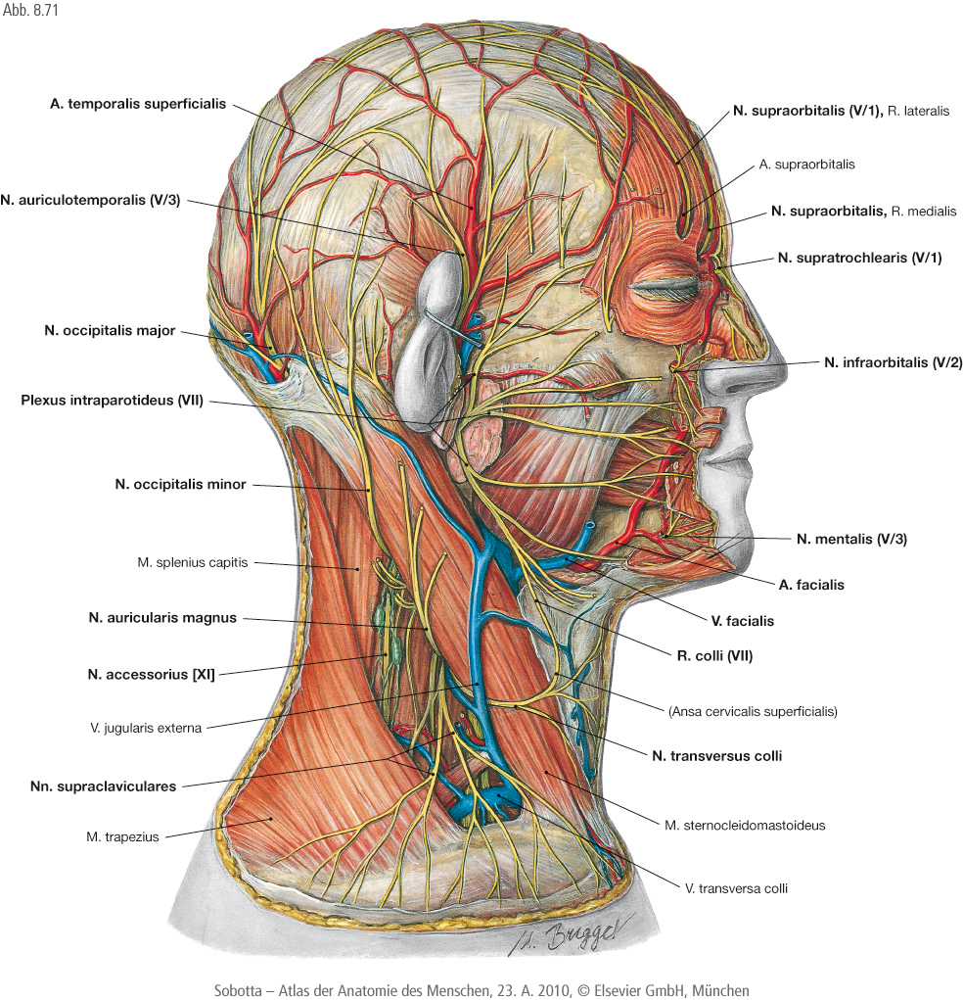 Abb. 8.71
A. temporalis superficialis
N. auriculotemporalis (V/3)
N. occipitalis major
Plexus intraparotideus (VII)
N. occipitalis minor
M. splenius capitis
N. auricularis magnus
N. accessorius [XI]
V. jugularis externa
Nn. supraclaviculares
M. trapezius
N. supraorbitalis (V/1), R. lateralis
A. supraorbitalis
N. supraorbitalis, R. medialis
N. supratrochlearis (V/1)
N. infraorbitalis (V/2)
N. mentalis (V/3)
A. facialis
V. facialis
R. colli (VII)
(Ansa cervicalis superficialis)
N. transversus colli
M. sternocleidomastoideus
V. transversa colli
M. Brügge
Sobotta – Atlas der Anatomie des Menschen, 23. A. 2010, © Elsevier GmbH, München